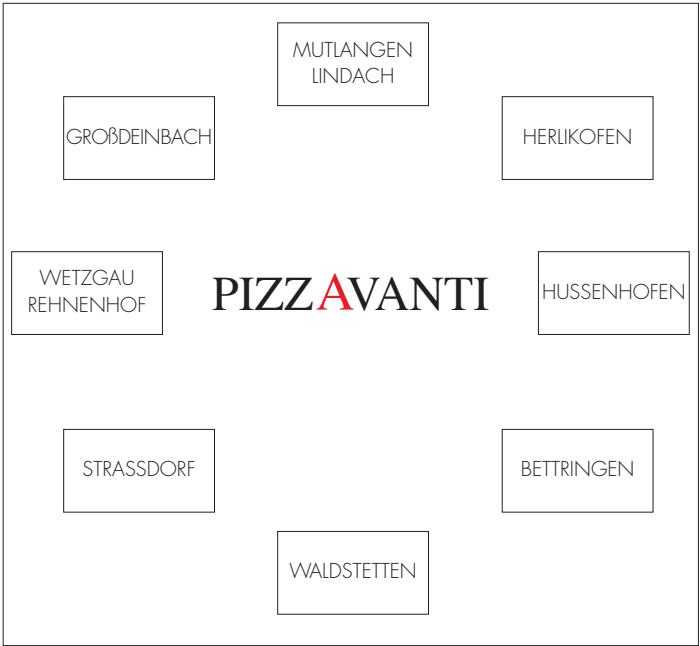 MUTLANGEN
LINDACH
GROßDEINBACH
HERLIKOFEN
WETZGAU
REHNENHOF
PIZZAVANTI
HUSSENHOFEN
STRASSDORF
BETTRINGEN
WALDSTETTEN